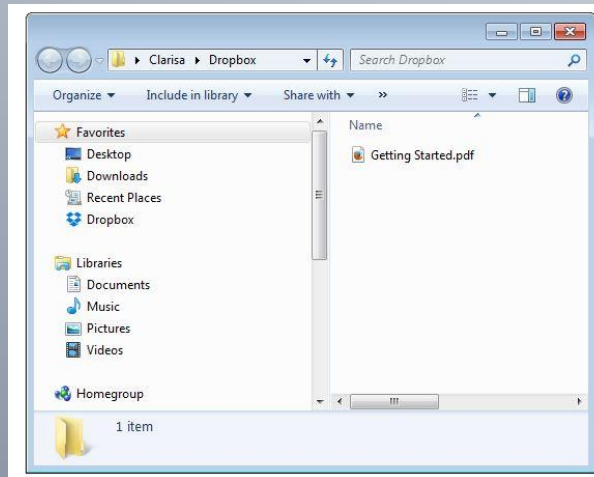 Clarisa Dropbox Search Dropbox
Organize Include in library Share with »
Favorites
Desktop
Downloads
Recent Places
Dropbox
Libraries
Documents
Music
Pictures
Videos
Homegroup
Name
Getting Started.pdf
1 item